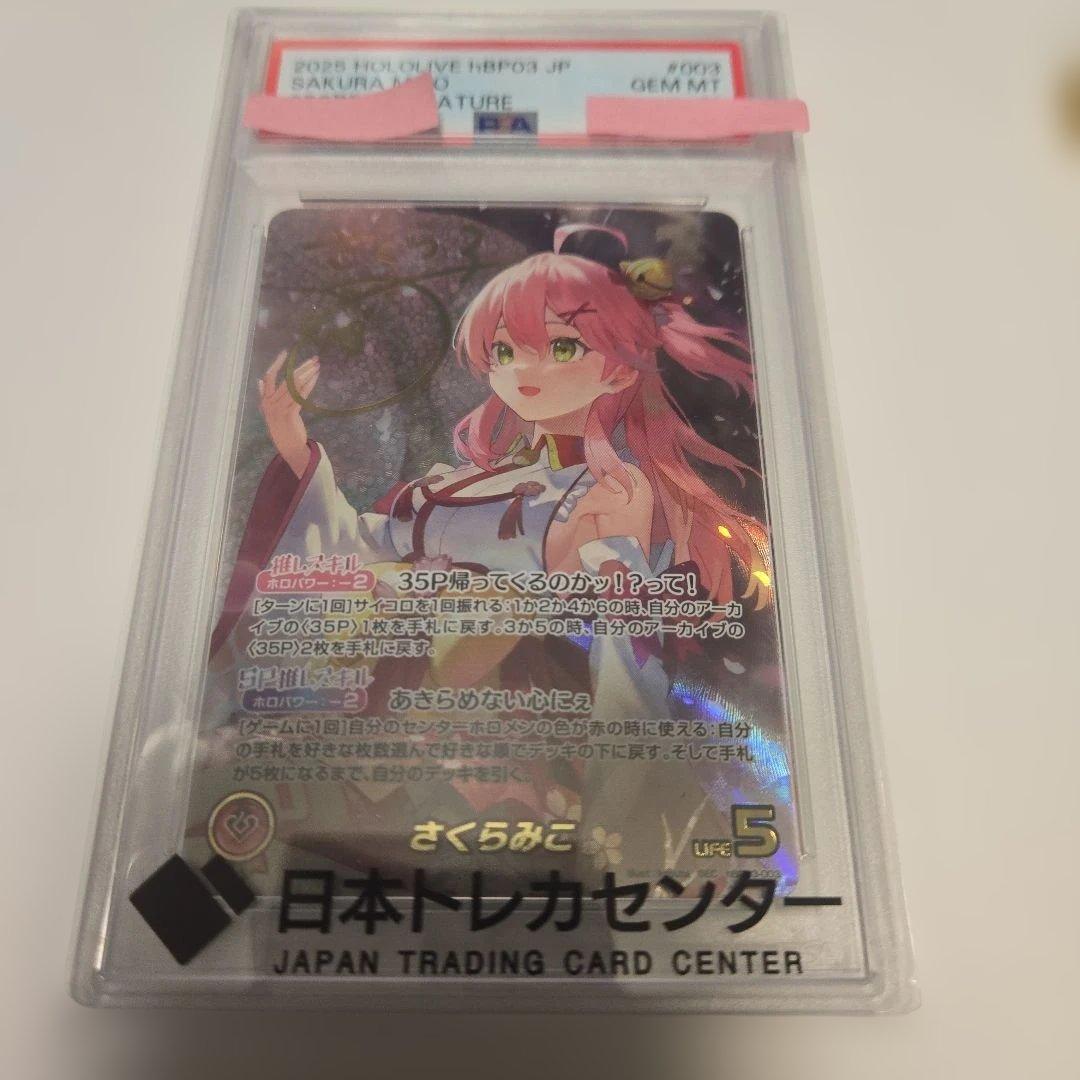 2025 HOLOLIVE hBP03 JP #003
SAKURA GEM MT
PSA
推しスキル
ホロパワー:-2 35P帰ってくるのかッ!?って!
[ターンに1回]サイコロを1回振れる:1か2か4か6の時、自分のアーカ
イブの〈35P〉1枚を手札に戻す。3か5の時、自分のアーカイブの
〈35P〉2枚を手札に戻す。
SP推しスキル
ホロパワー:-2 あきらめない心にぇ
[ゲームに1回]自分のセンターホロメンの色が赤の時に使える:自分
の手札を好きな枚数選んで好きな順でデッキの下に戻す。そして手札
が5枚になるまで、自分のデッキを引く。
さくらみこ
LIFE 5
日本トレカセンター
JAPAN TRADING CARD CENTER